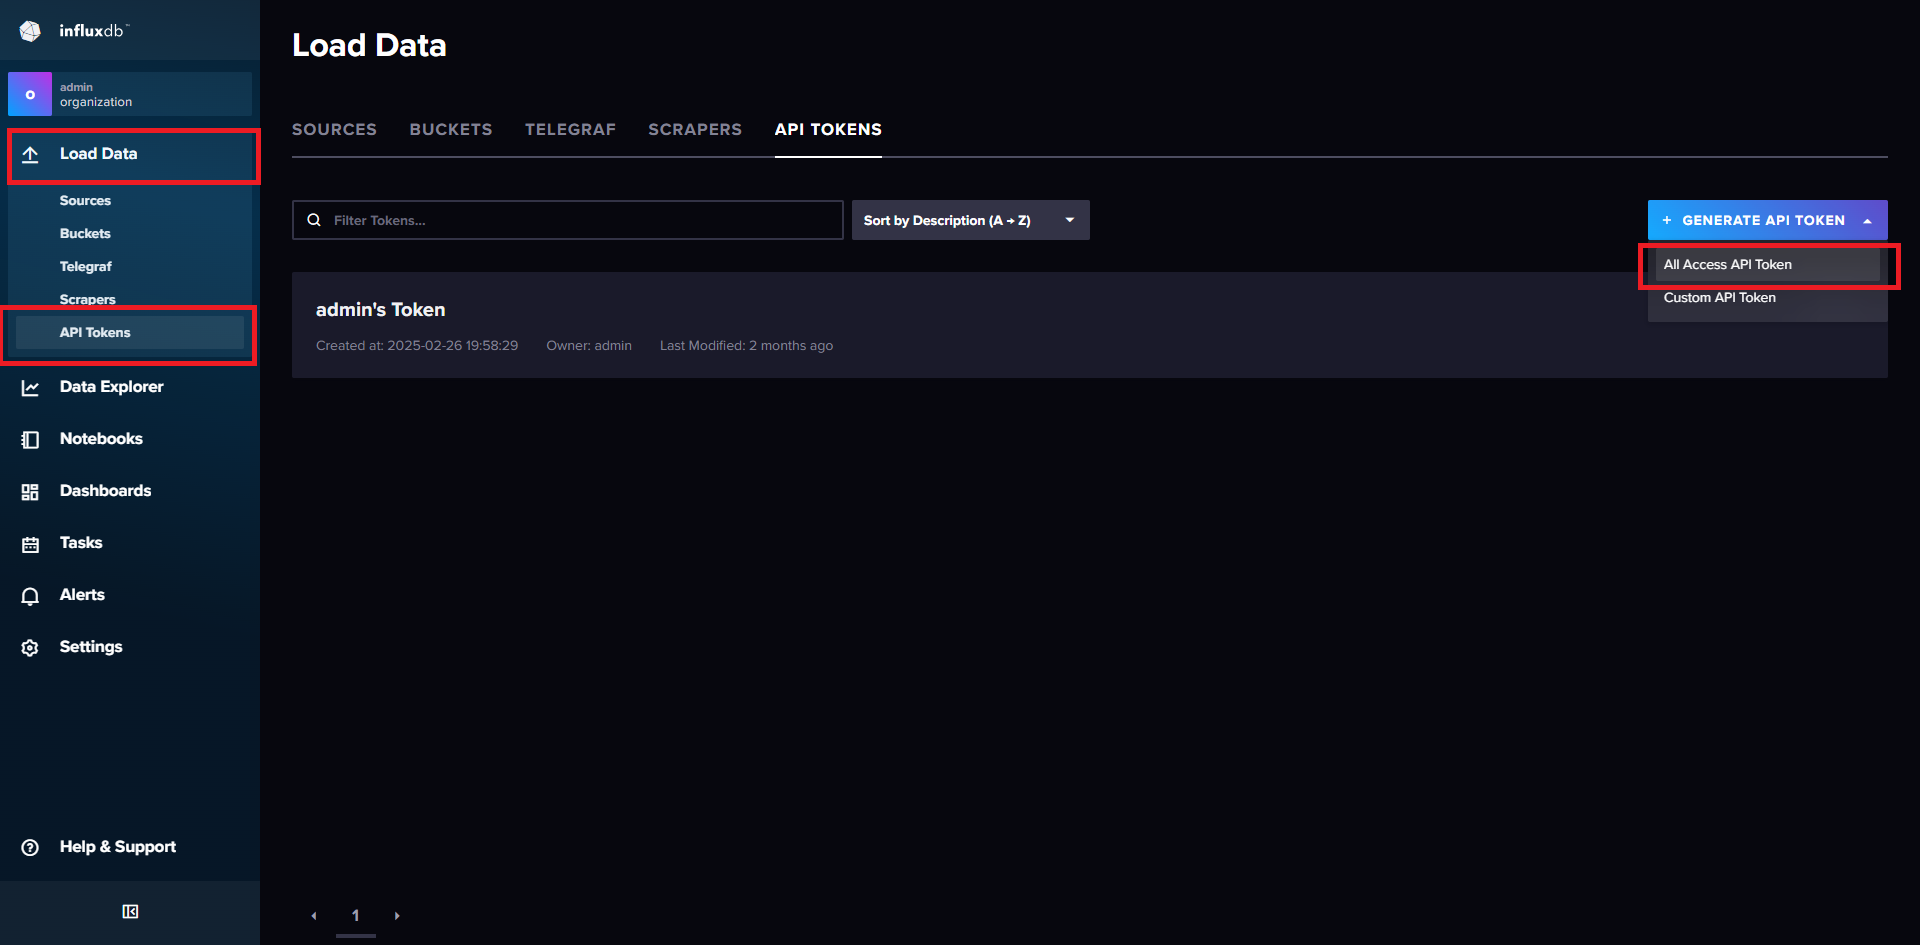 influxdb™
o
admin
organization
Load Data
Sources
Buckets
Telegraf
Scrapers
API Tokens
Data Explorer
Notebooks
Dashboards
Tasks
Alerts
Settings
Help & Support
Load Data
SOURCES BUCKETS TELEGRAF SCRAPERS API TOKENS
Filter Tokens... Sort by Description (A → Z) + GENERATE API TOKEN
All Access API Token
Custom API Token
admin's Token
Created at: 2025-02-26 19:58:29 Owner: admin Last Modified: 2 months ago
1